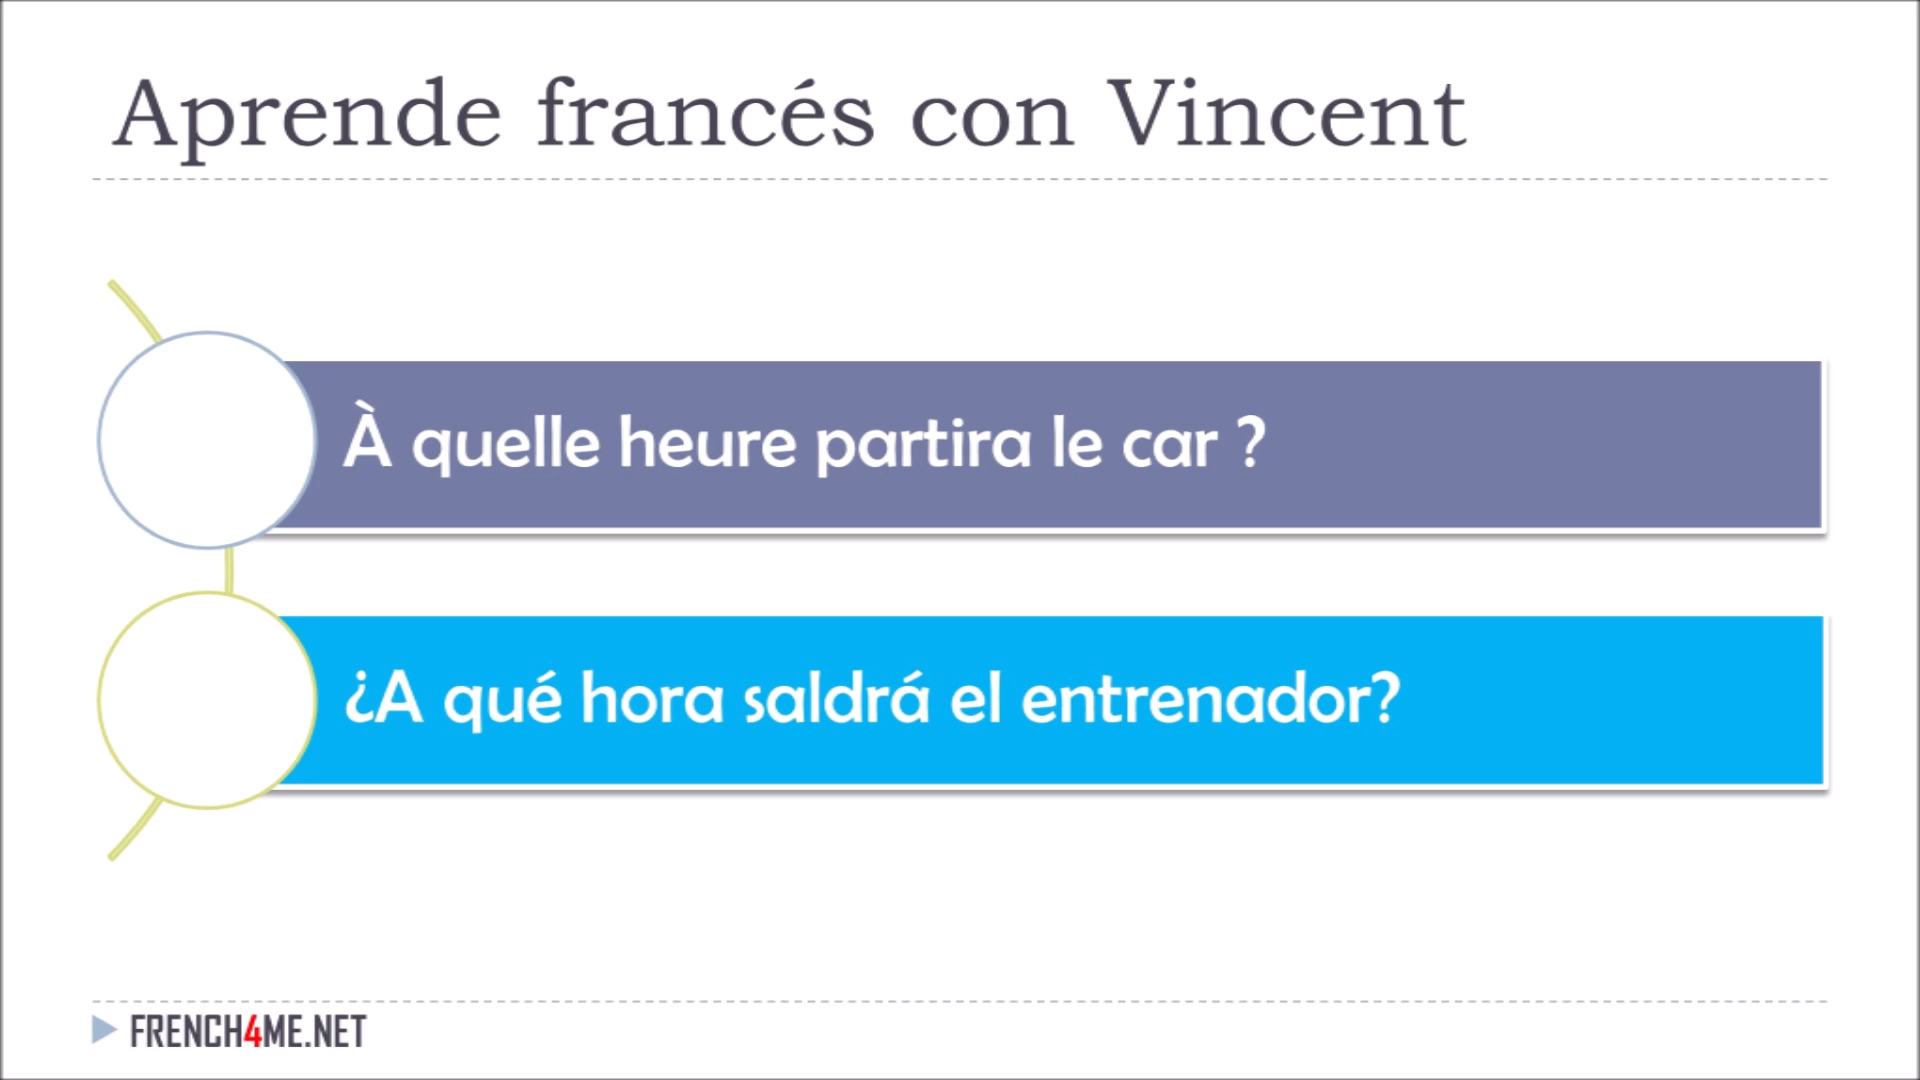 Aprende francés con Vincent
À quelle heure partira le car ?
¿A qué hora saldrá el entrenador?
FRENCH4ME.NET